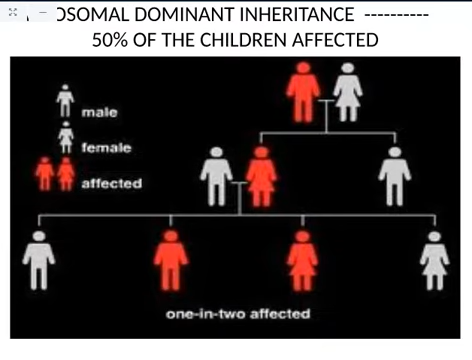 OSOMAL DOMINANT INHERITANCE ----------
50% OF THE CHILDREN AFFECTED
male
female
affected
one-in-two affected